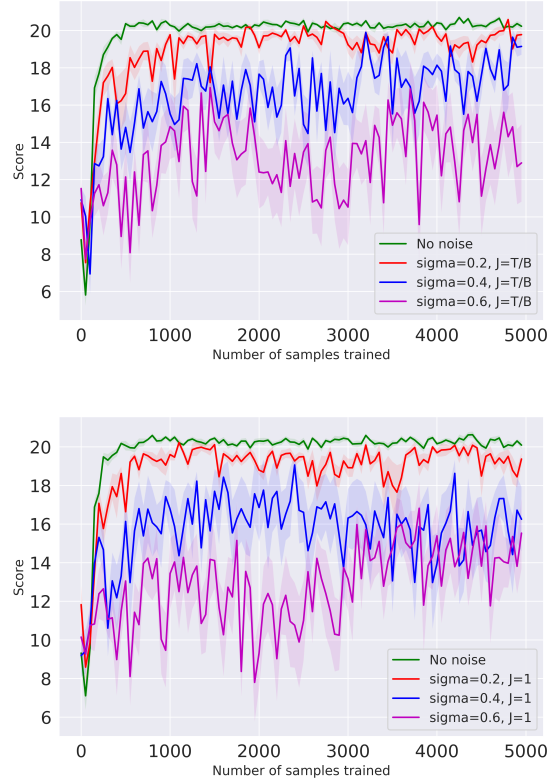 20
18
16
14
12
10
8
6
Score
No noise
sigma=0.2, J=T/B
sigma=0.4, J=T/B
sigma=0.6, J=T/B
0 1000 2000 3000 4000 5000
Number of samples trained
20
18
16
14
12
10
8
6
Score
No noise
sigma=0.2, J=1
sigma=0.4, J=1
sigma=0.6, J=1
0 1000 2000 3000 4000 5000
Number of samples trained